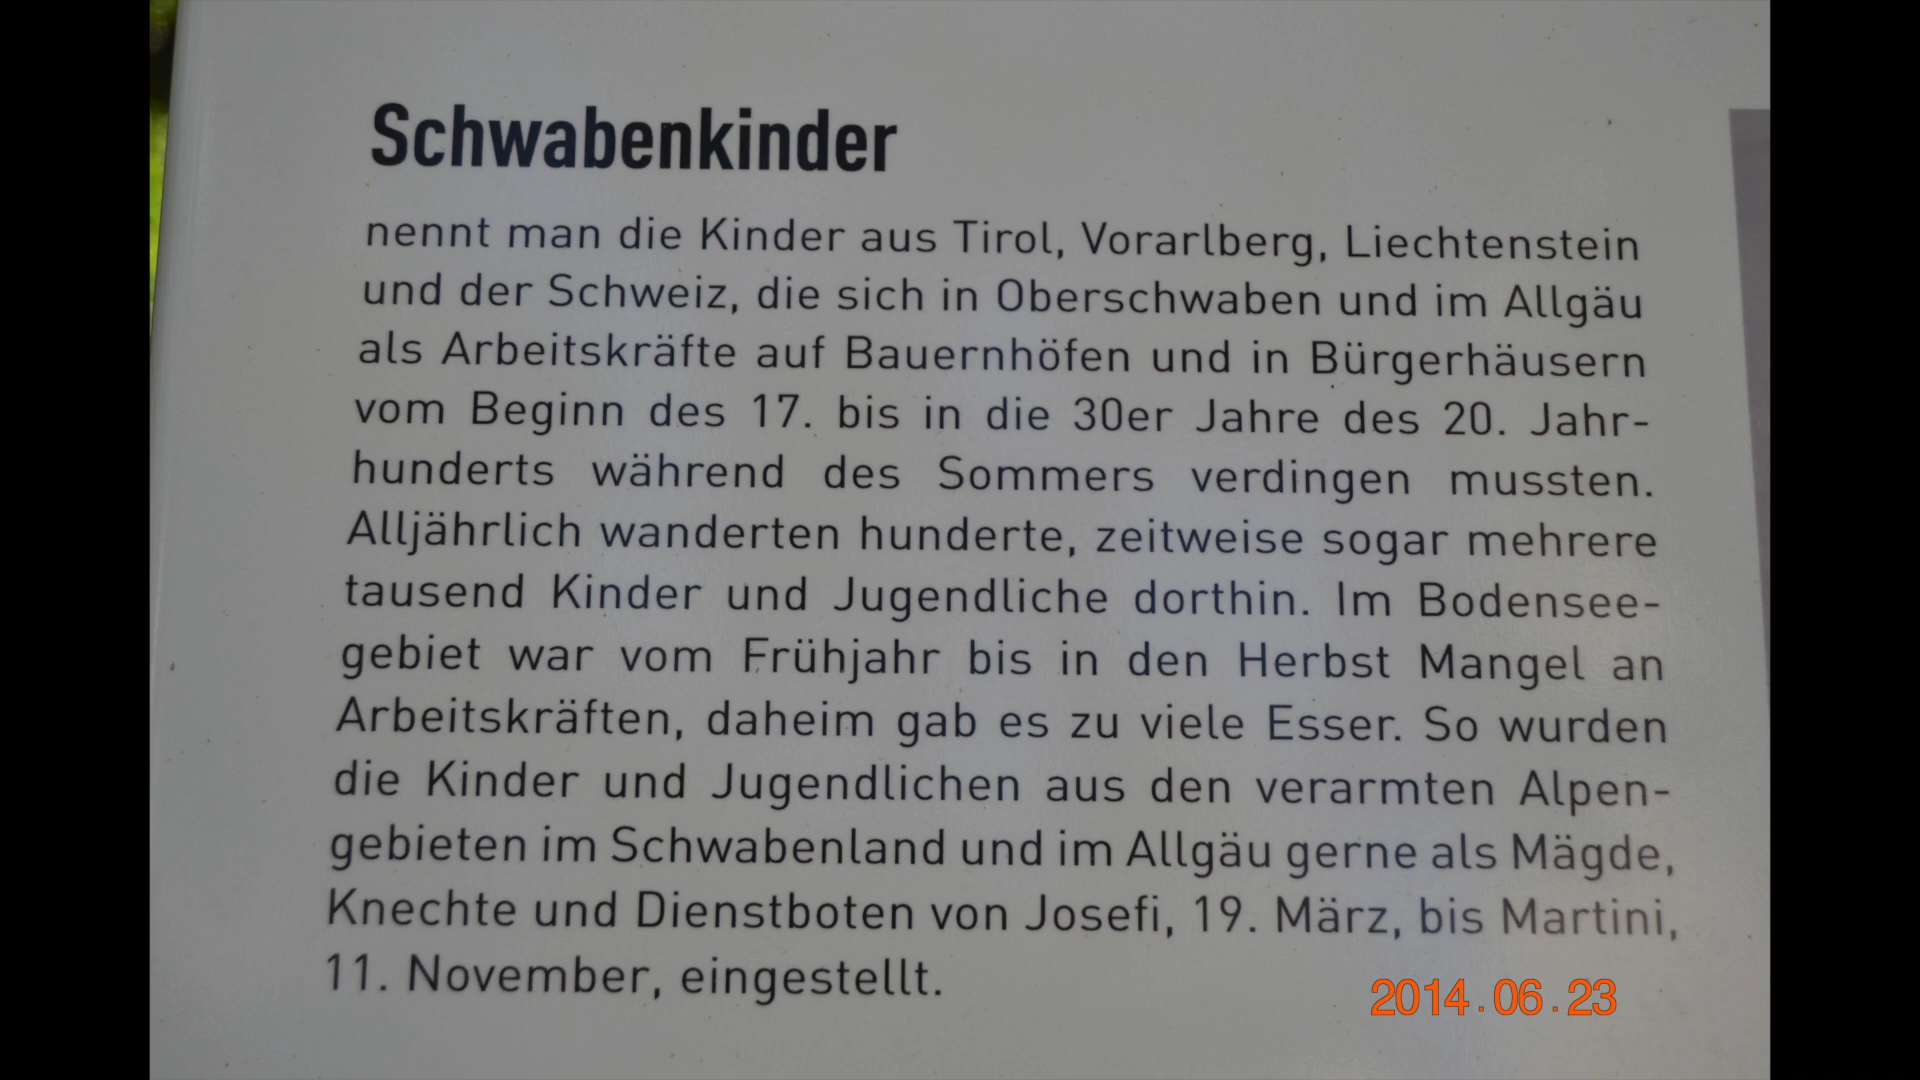 Schwabenkinder
nennt man die Kinder aus Tirol, Vorarlberg, Liechtenstein
und der Schweiz, die sich in Oberschwaben und im Allgäu
als Arbeitskräfte auf Bauernhöfen und in Bürgerhäusern
vom Beginn des 17. bis in die 30er Jahre des 20. Jahr-
hunderts während des Sommers verdingen mussten.
Alljährlich wanderten hunderte, zeitweise sogar mehrere
tausend Kinder und Jugendliche dorthin. Im Bodensee-
gebiet war vom Frühjahr bis in den Herbst Mangel an
Arbeitskräften, daheim gab es zu viele Esser. So wurden
die Kinder und Jugendlichen aus den verarmten Alpen-
gebieten im Schwabenland und im Allgäu gerne als Mägde,
Knechte und Dienstboten von Josefi, 19. März, bis Martini,
11. November, eingestellt.
2014.06.23